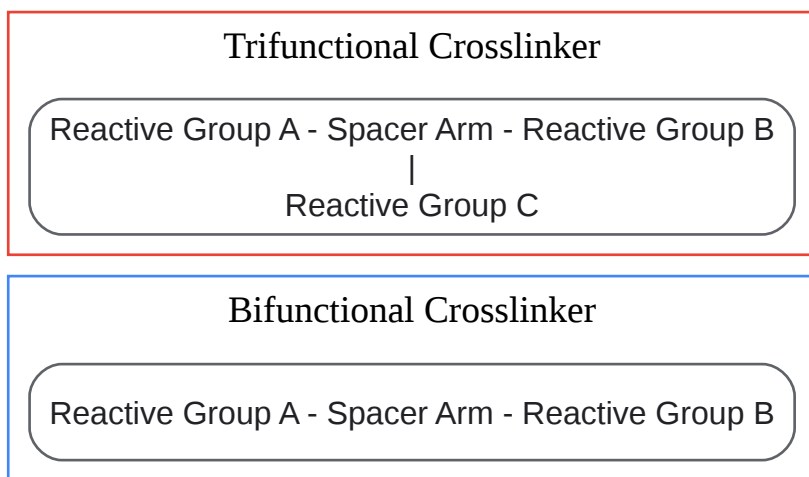 Trifunctional Crosslinker
Reactive Group A - Spacer Arm - Reactive Group B
|
Reactive Group C
Bifunctional Crosslinker
Reactive Group A - Spacer Arm - Reactive Group B